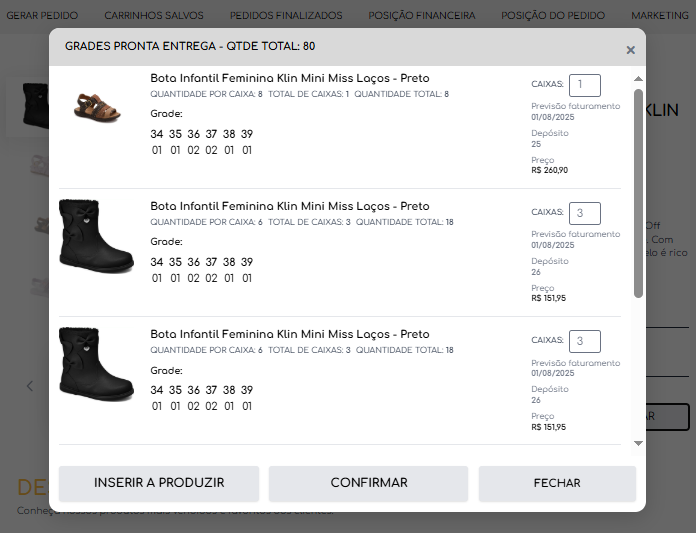 GERAR PEDIDO CARRINHOS SALVOS PEDIDOS FINALIZADOS POSIÇÃO FINANCEIRA POSIÇÃO DO PEDIDO MARKETING
GRADES PRONTA ENTREGA - QTDE TOTAL: 80
×
KLIN
Bota Infantil Feminina Klin Mini Miss Laços - Preto
QUANTIDADE POR CAIXA: 8 TOTAL DE CAIXAS: 1 QUANTIDADE TOTAL: 8
Grade:
34 35 36 37 38 39
01 01 02 02 01 01
CAIXAS: 1
Previsão faturamento
01/08/2025
Depósito
25
Preço
R$ 260,90
Bota Infantil Feminina Klin Mini Miss Laços - Preto
QUANTIDADE POR CAIXA: 6 TOTAL DE CAIXAS: 3 QUANTIDADE TOTAL: 18
Grade:
34 35 36 37 38 39
01 01 02 02 01 01
CAIXAS: 3
Previsão faturamento
01/08/2025
Depósito
26
Preço
R$ 151,95
Off
. Com
elo é rico
Bota Infantil Feminina Klin Mini Miss Laços - Preto
QUANTIDADE POR CAIXA: 6 TOTAL DE CAIXAS: 3 QUANTIDADE TOTAL: 18
Grade:
34 35 36 37 38 39
01 01 02 02 01 01
CAIXAS: 3
Previsão faturamento
01/08/2025
Depósito
26
Preço
R$ 151,95
AR
INSERIR A PRODUZIR CONFIRMAR FECHAR
DE